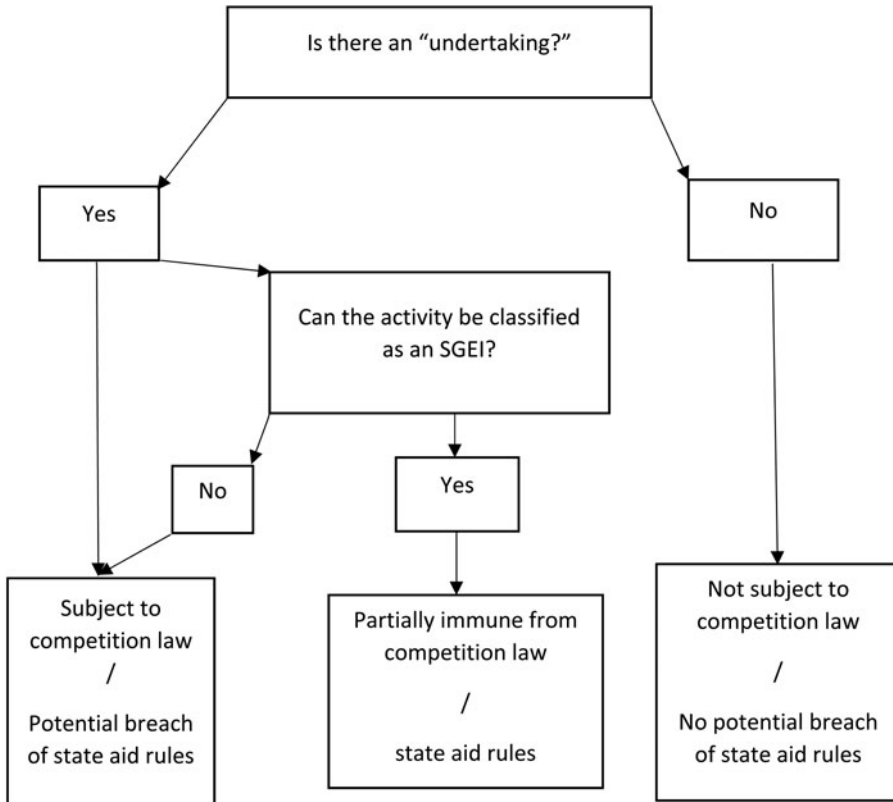 Is there an “undertaking?”
Yes
No
Can the activity be classified
as an SGEI?
No
Yes
Subject to
competition law
/
Potential breach
of state aid rules
Partially immune from
competition law
/
state aid rules
Not subject to
competition law
/
No potential breach
of state aid rules